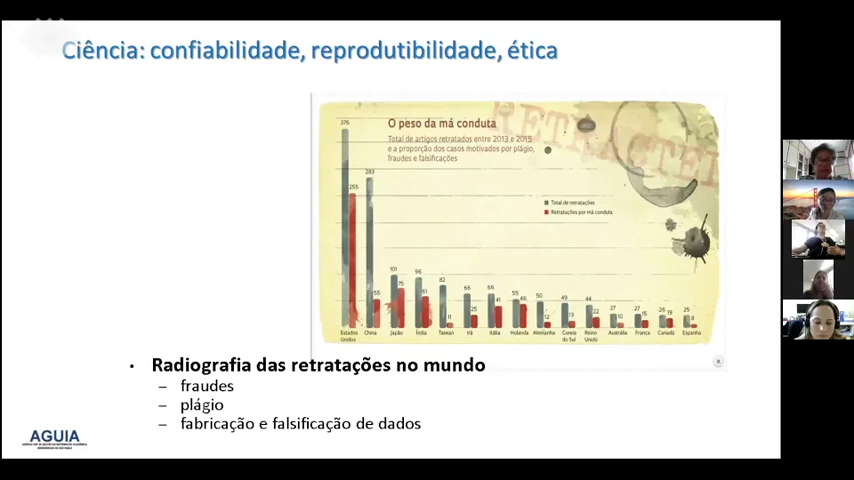 Ciência: confiabilidade, reprodutibilidade, ética
RETRACTED
O peso da má conduta
Total de artigos retratados entre 2013 e 2015
e a proporção dos casos motivados por plágio,
fraudes e falsificações
Total de retratações
Retratações por má conduta
376 255 283 55 101 75 96 61 82 11 66 25 66 41 55 46 50 12 49 13 44 22 27 10 27 15 26 19 25 8
Estados Unidos China Japão Índia Taiwan Irã Itália Holanda Alemanha Coreia do Sul Reino Unido Austrália França Canadá Espanha
• Radiografia das retratações no mundo
– fraudes
– plágio
– fabricação e falsificação de dados
AGUIA